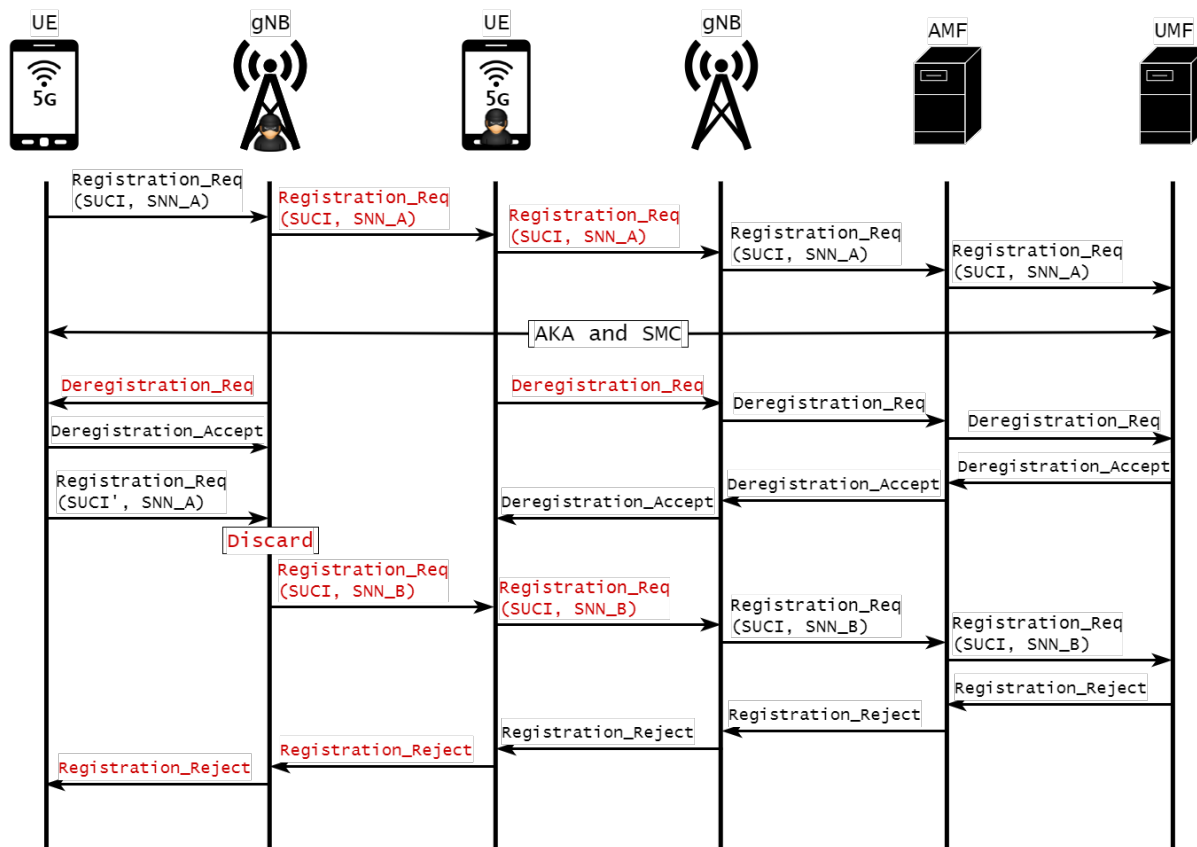 UE
gNB
UE
gNB
AMF
UMF
5G
5G
Registration_Req
(SUCI, SNN_A)
Registration_Req
(SUCI, SNN_A)
Registration_Req
(SUCI, SNN_A)
Registration_Req
(SUCI, SNN_A)
Registration_Req
(SUCI, SNN_A)
AKA and SMC
Deregistration_Req
Deregistration_Req
Deregistration_Req
Deregistration_Req
Deregistration_Accept
Deregistration_Accept
Deregistration_Accept
Deregistration_Accept
Registration_Req
(SUCI', SNN_A)
Discard
Registration_Req
(SUCI, SNN_B)
Registration_Req
(SUCI, SNN_B)
Registration_Req
(SUCI, SNN_B)
Registration_Req
(SUCI, SNN_B)
Registration_Reject
Registration_Reject
Registration_Reject
Registration_Reject
Registration_Reject